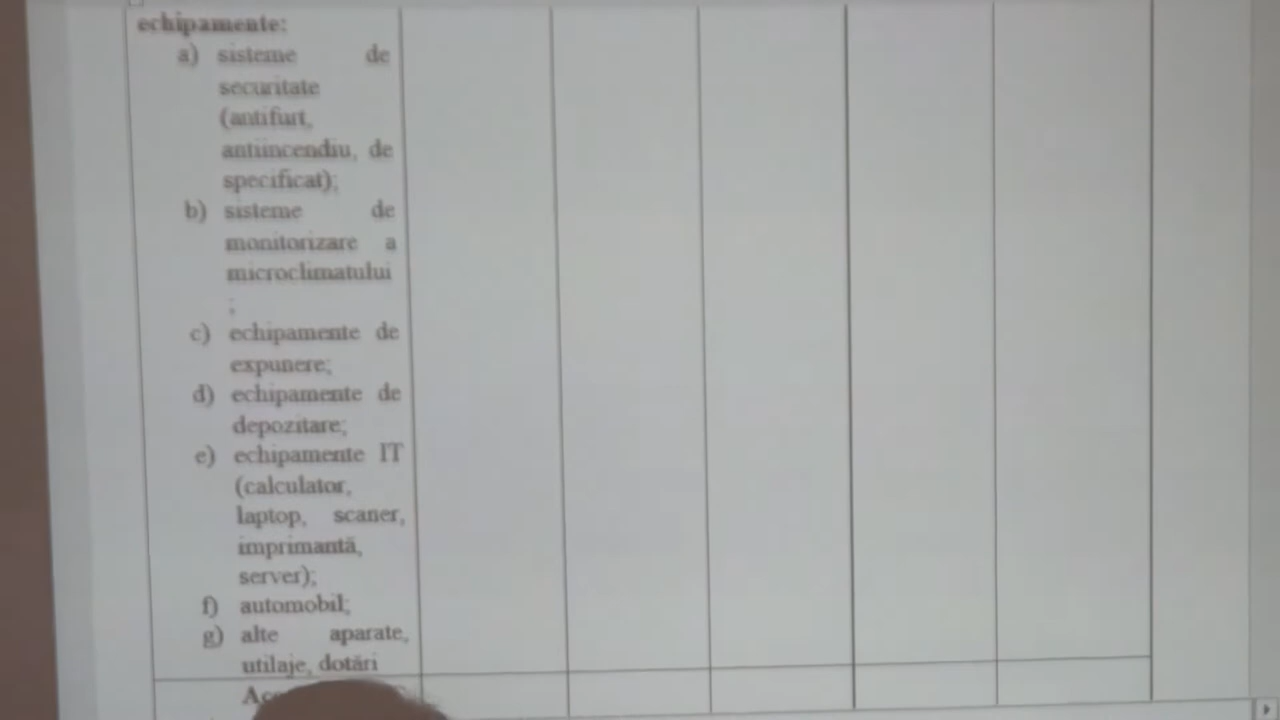 echipamente:
a) sisteme de
securitate
(antifurt,
antiincendiu, de
specificat);
b) sisteme de
monitorizare a
microclimatului
;
c) echipamente de
expunere;
d) echipamente de
depozitare;
e) echipamente IT
(calculator,
laptop, scaner,
imprimantă,
server);
f) automobil;
g) alte aparate,
utilaje, dotări